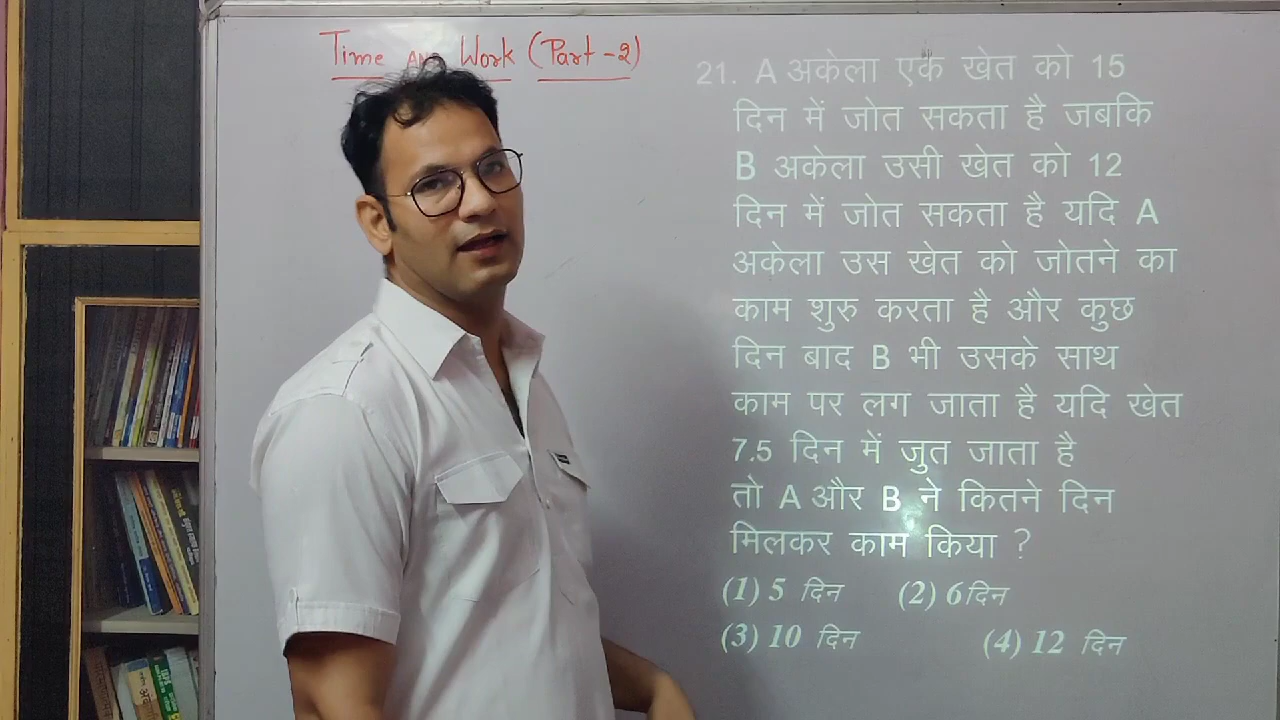 Time AND Work (Part-2)
21. A अकेला एक खेत को 15
दिन में जोत सकता है जबकि
B अकेला उसी खेत को 12
दिन में जोत सकता है यदि A
अकेला उस खेत को जोतने का
काम शुरु करता है और कुछ
दिन बाद B भी उसके साथ
काम पर लग जाता है यदि खेत
7.5 दिन में जुत जाता है
तो A और B ने कितने दिन
मिलकर काम किया ?
(1) 5 दिन (2) 6 दिन
(3) 10 दिन (4) 12 दिन